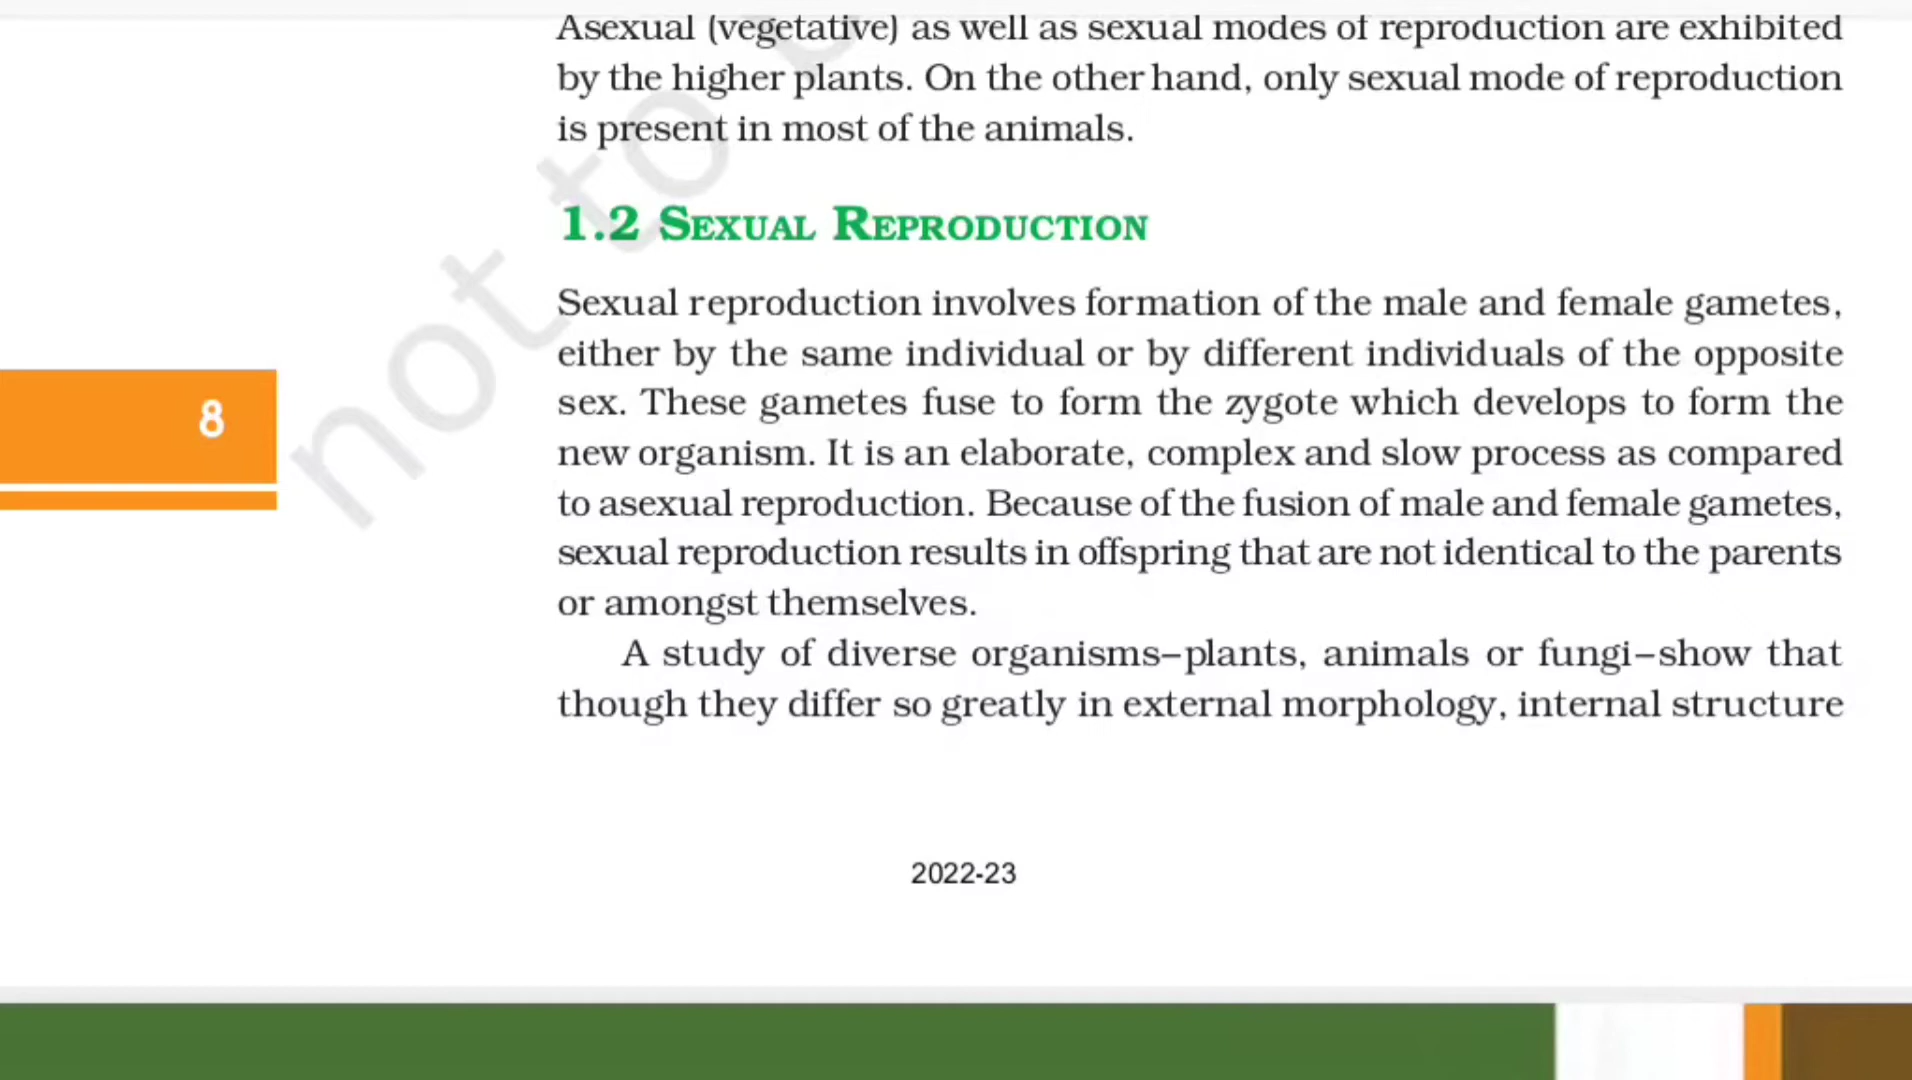 Asexual (vegetative) as well as sexual modes of reproduction are exhibited
by the higher plants. On the other hand, only sexual mode of reproduction
is present in most of the animals.
1.2 SEXUAL REPRODUCTION
Sexual reproduction involves formation of the male and female gametes,
either by the same individual or by different individuals of the opposite
sex. These gametes fuse to form the zygote which develops to form the
new organism. It is an elaborate, complex and slow process as compared
to asexual reproduction. Because of the fusion of male and female gametes,
sexual reproduction results in offspring that are not identical to the parents
or amongst themselves.
A study of diverse organisms–plants, animals or fungi–show that
though they differ so greatly in external morphology, internal structure
8
not to
2022-23